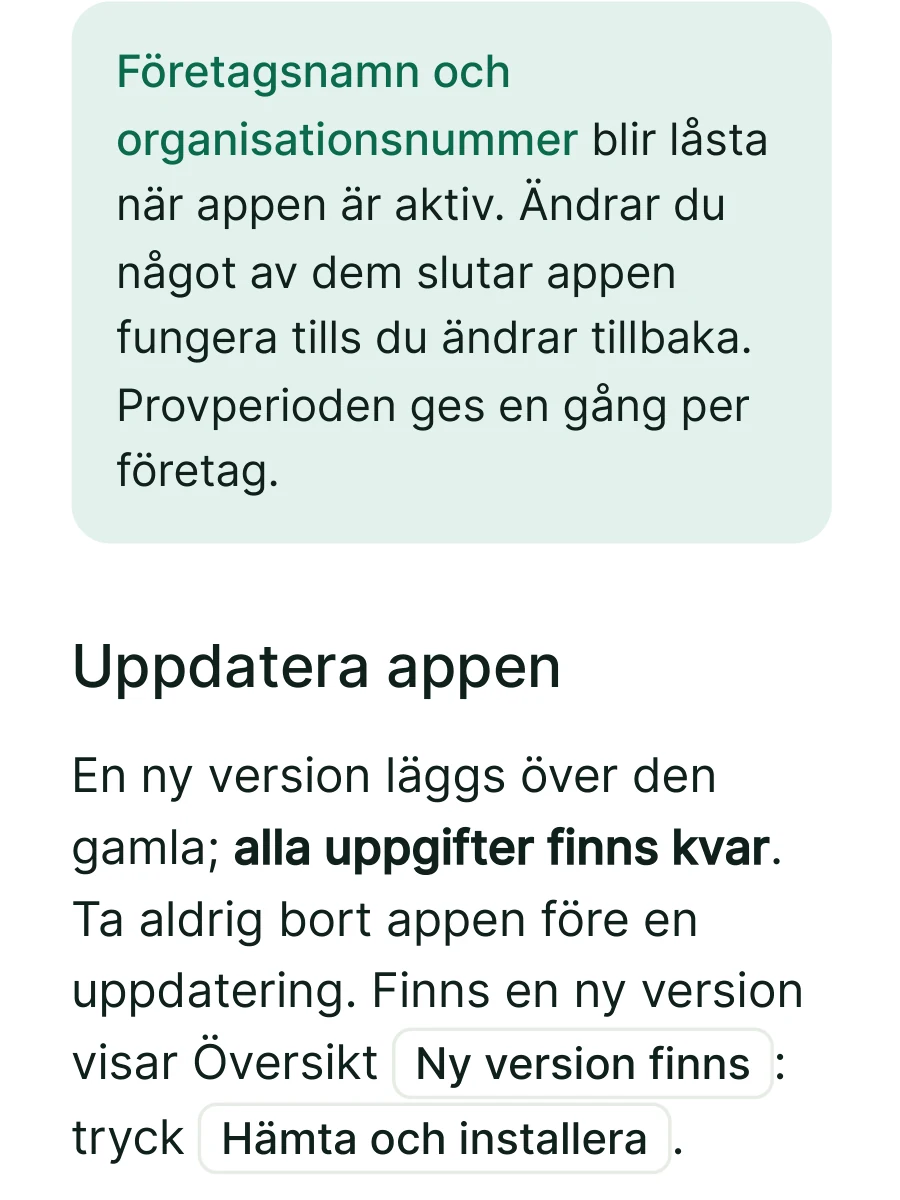 Företagsnamn och
organisationsnummer blir låsta
när appen är aktiv. Ändrar du
något av dem slutar appen
fungera tills du ändrar tillbaka.
Provperioden ges en gång per
företag.
Uppdatera appen
En ny version läggs över den
gamla; alla uppgifter finns kvar.
Ta aldrig bort appen före en
uppdatering. Finns en ny version
visar Översikt Ny version finns:
tryck Hämta och installera.